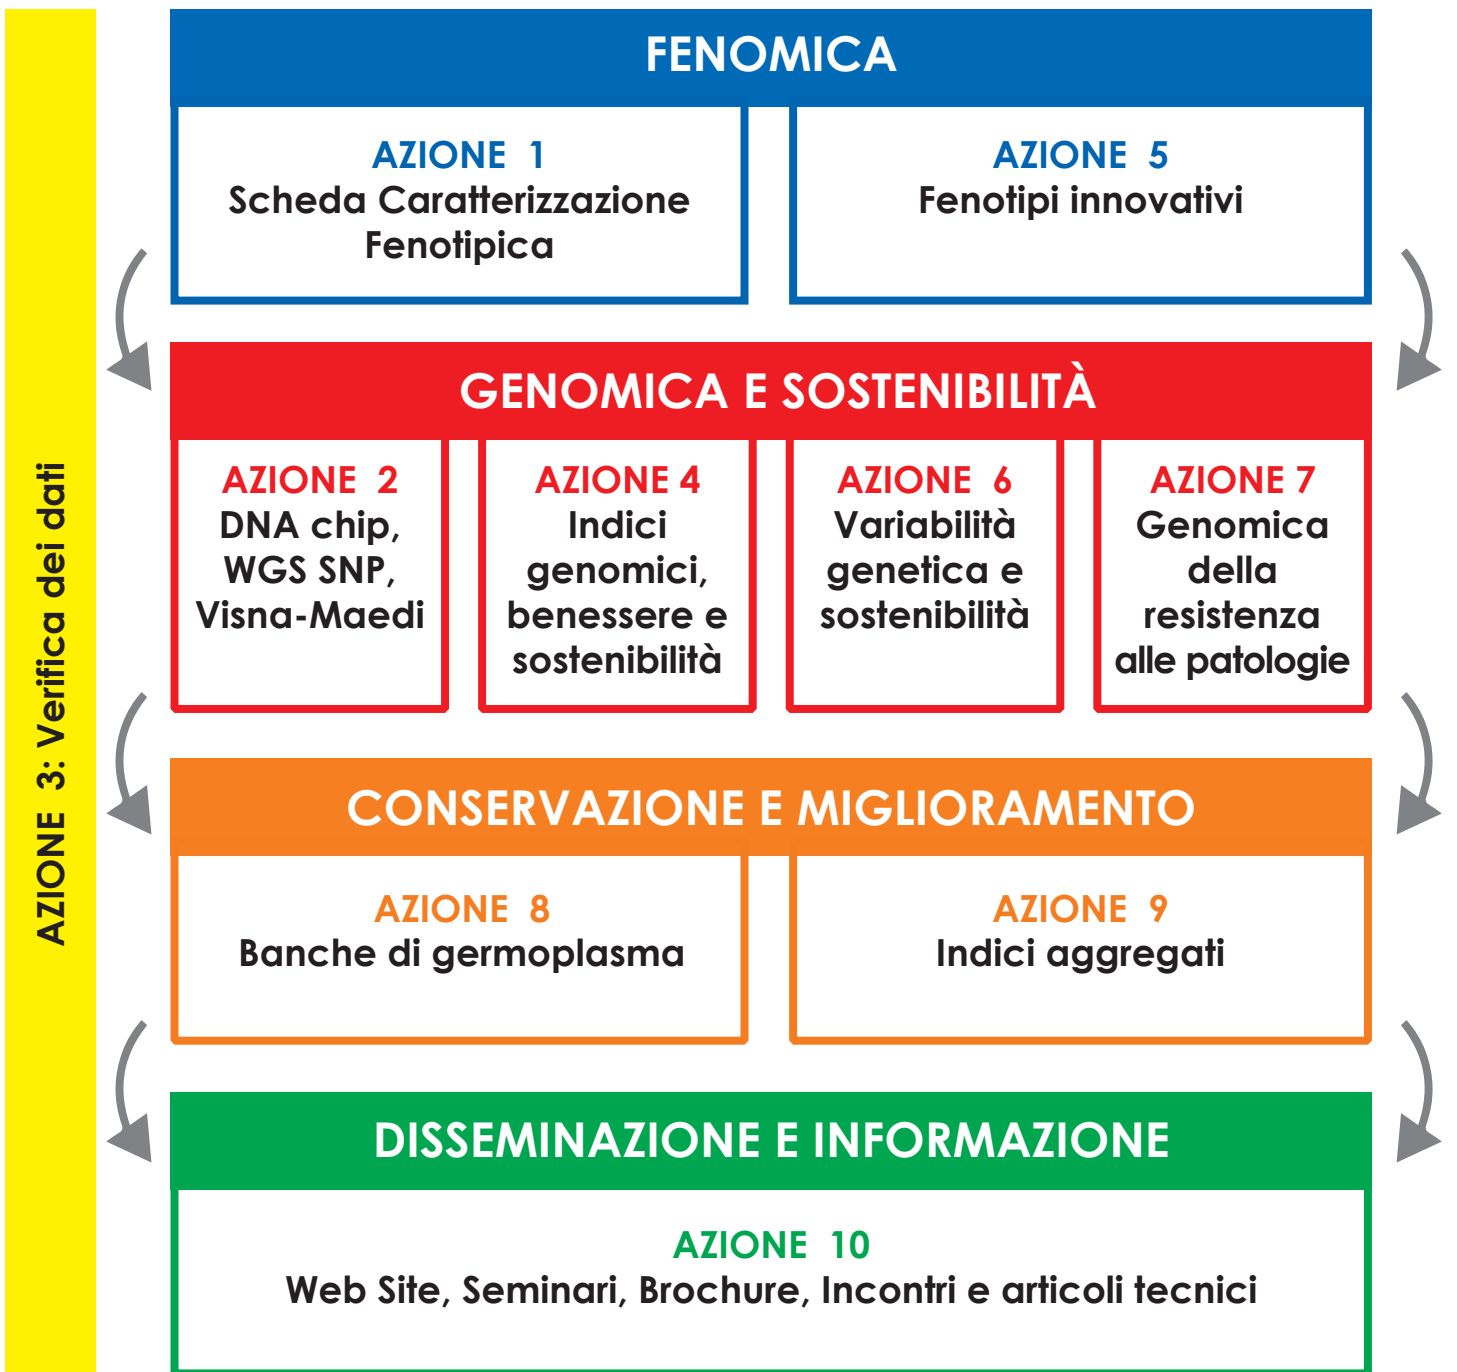 AZIONE 3: Verifica dei dati
FENOMICA
AZIONE 1
Scheda Caratterizzazione
Fenotipica
AZIONE 5
Fenotipi innovativi
GENOMICA E SOSTENIBILITÀ
AZIONE 2
DNA chip,
WGS SNP,
Visna-Maedi
AZIONE 4
Indici
genomici,
benessere e
sostenibilità
AZIONE 6
Variabilità
genetica e
sostenibilità
AZIONE 7
Genomica
della
resistenza
alle patologie
CONSERVAZIONE E MIGLIORAMENTO
AZIONE 8
Banche di germoplasma
AZIONE 9
Indici aggregati
DISSEMINAZIONE E INFORMAZIONE
AZIONE 10
Web Site, Seminari, Brochure, Incontri e articoli tecnici